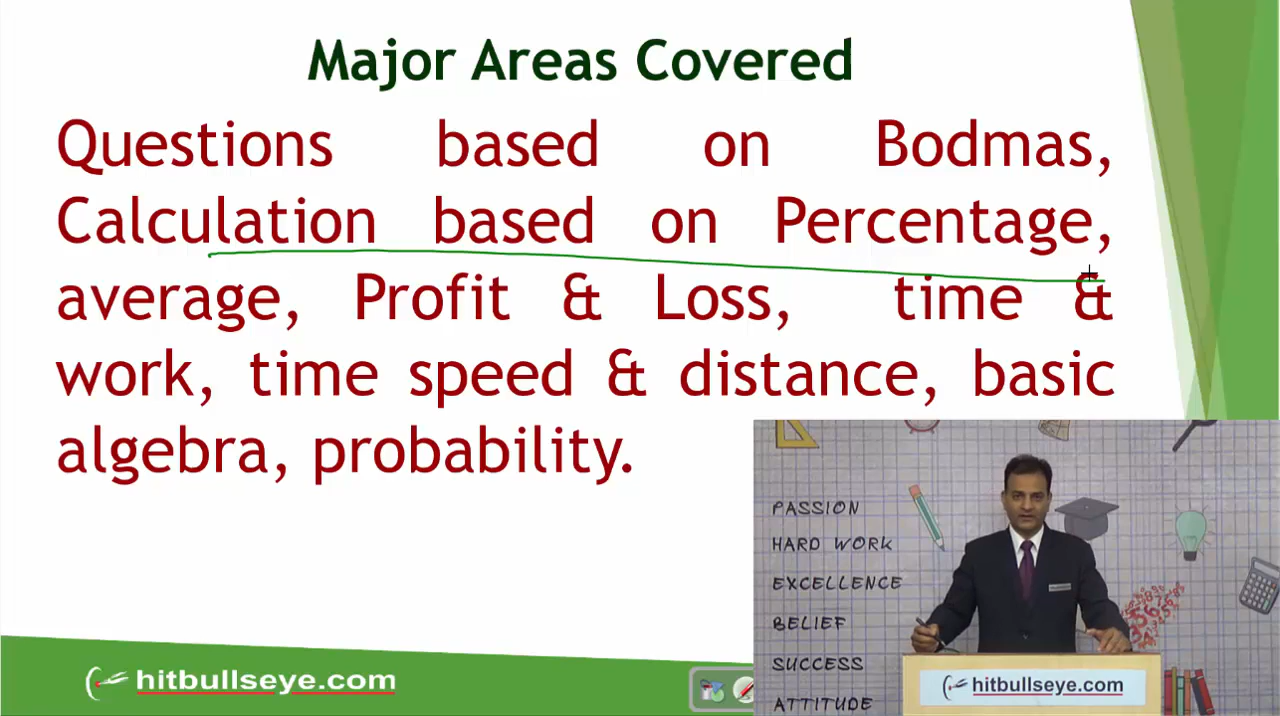 Major Areas Covered
Questions based on Bodmas,
Calculation based on Percentage,
average, Profit & Loss, time &
work, time speed & distance, basic
algebra, probability.
PASSION
HARD WORK
EXCELLENCE
BELIEF
SUCCESS
ATTITUDE
hitbullseye.com
hitbullseye.com